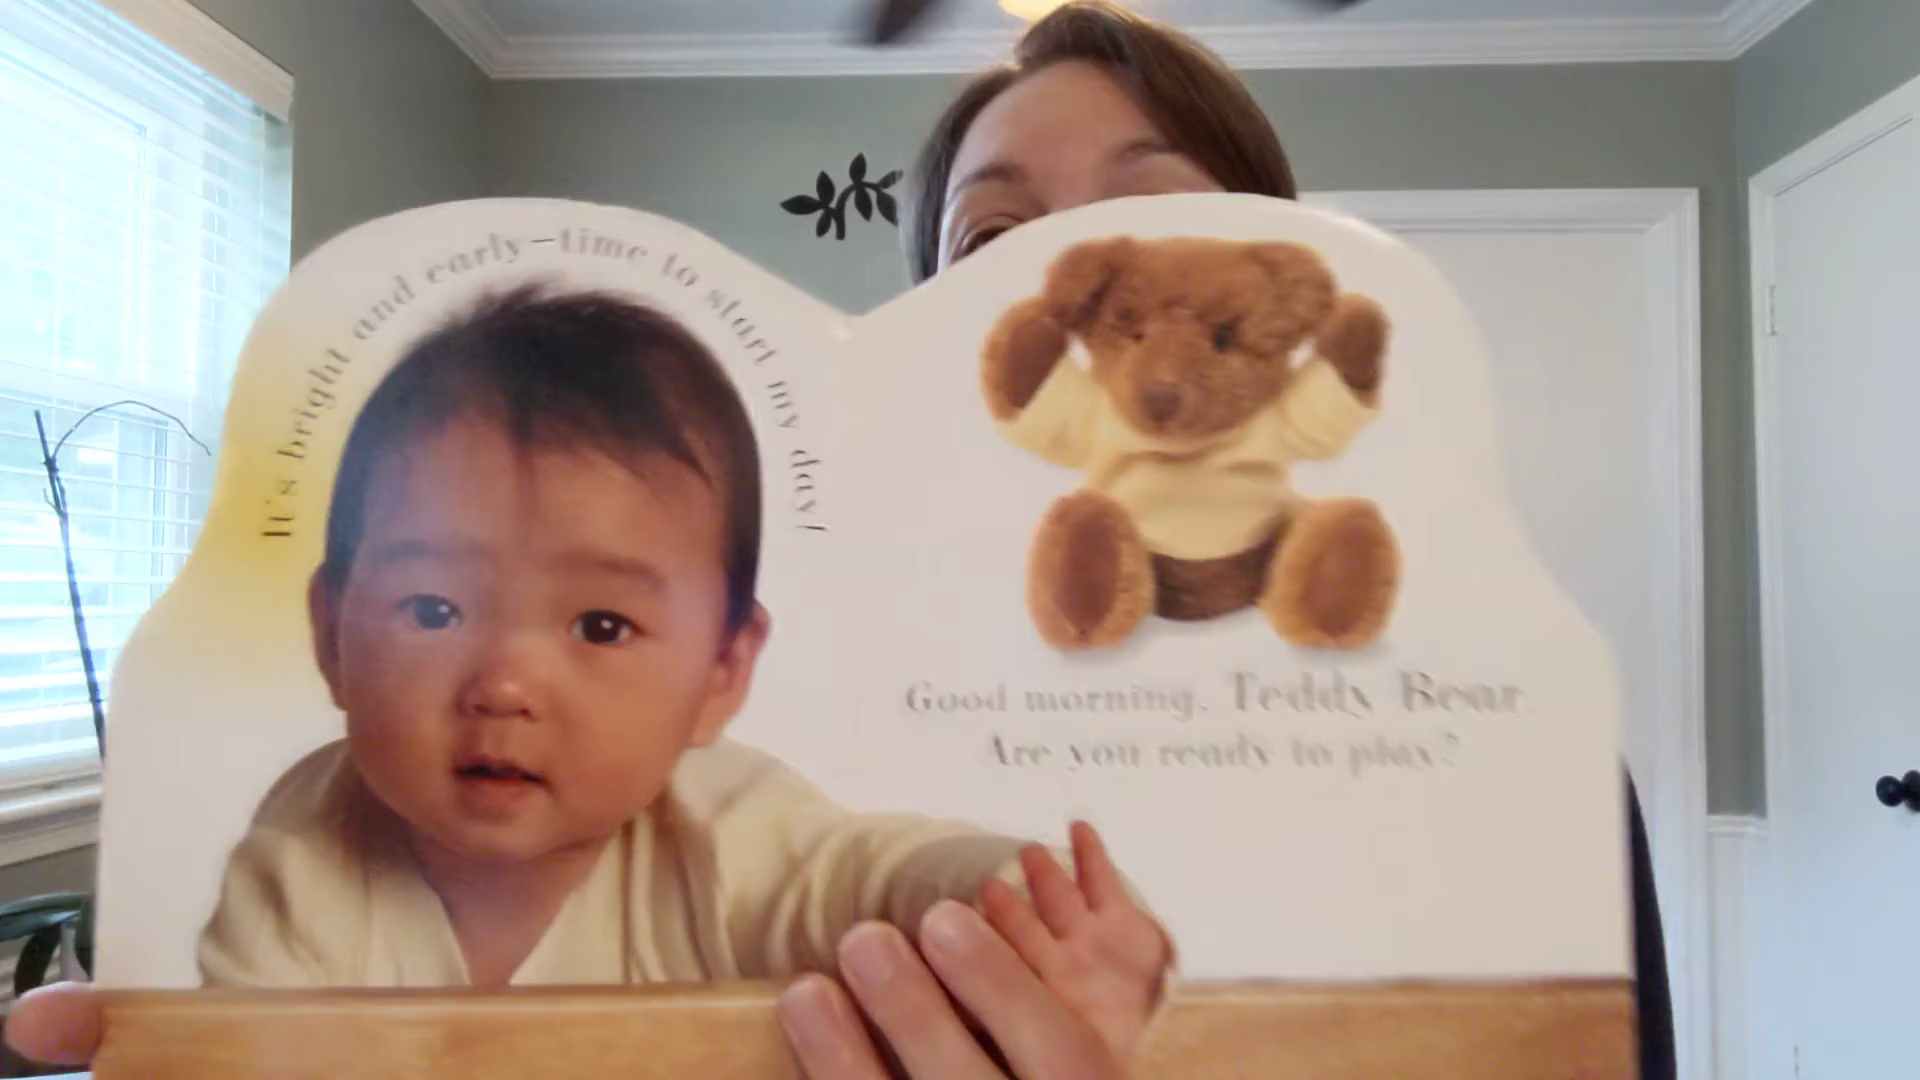 It's bright and early—time to start my day!
Good morning, Teddy Bear.
Are you ready to play?